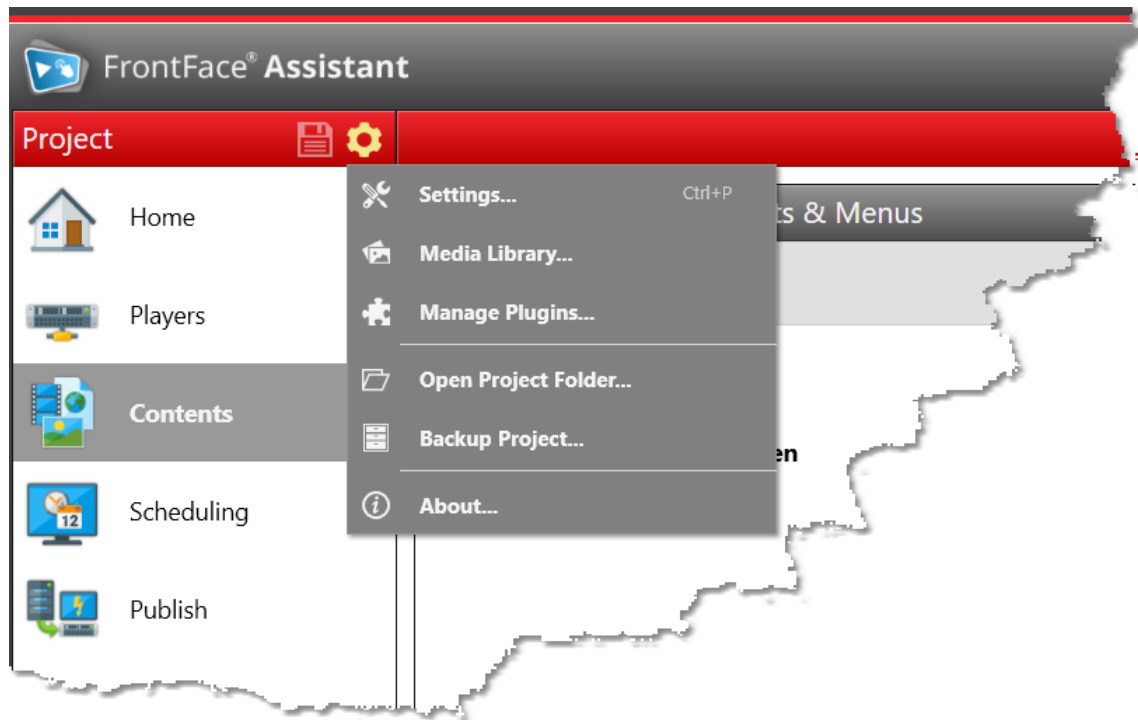 FrontFace® Assistant
Project
Home
Players
Contents
Scheduling
12
Publish
Settings... Ctrl+P
Media Library...
Manage Plugins...
Open Project Folder...
Backup Project...
About...
ts & Menus
en